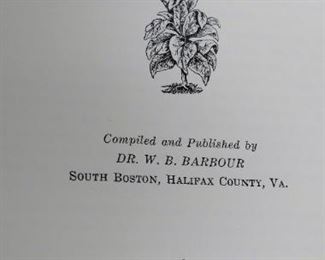 Compiled and Published by
DR. W. B. BARBOUR
SOUTH BOSTON, HALIFAX COUNTY, VA.